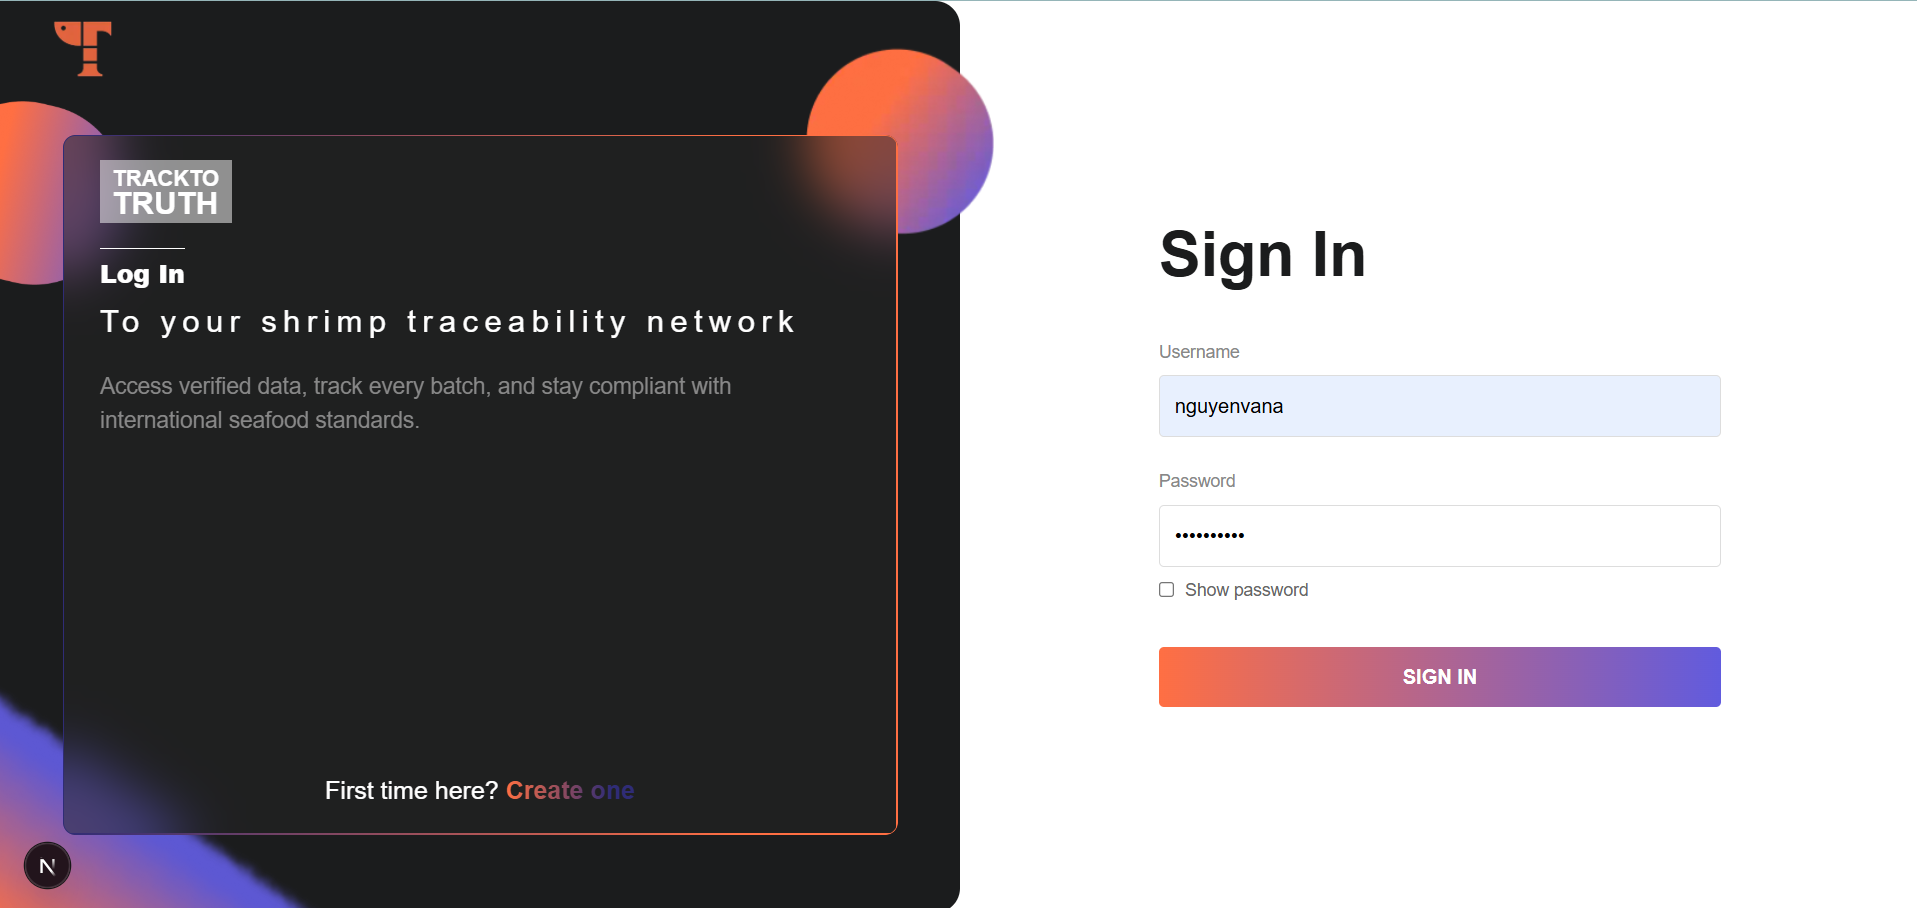 TRACKTO
TRUTH
Log In
To your shrimp traceability network
Access verified data, track every batch, and stay compliant with
international seafood standards.
First time here? Create one
N
Sign In
Username
nguyenvana
Password
••••••••••
Show password
SIGN IN